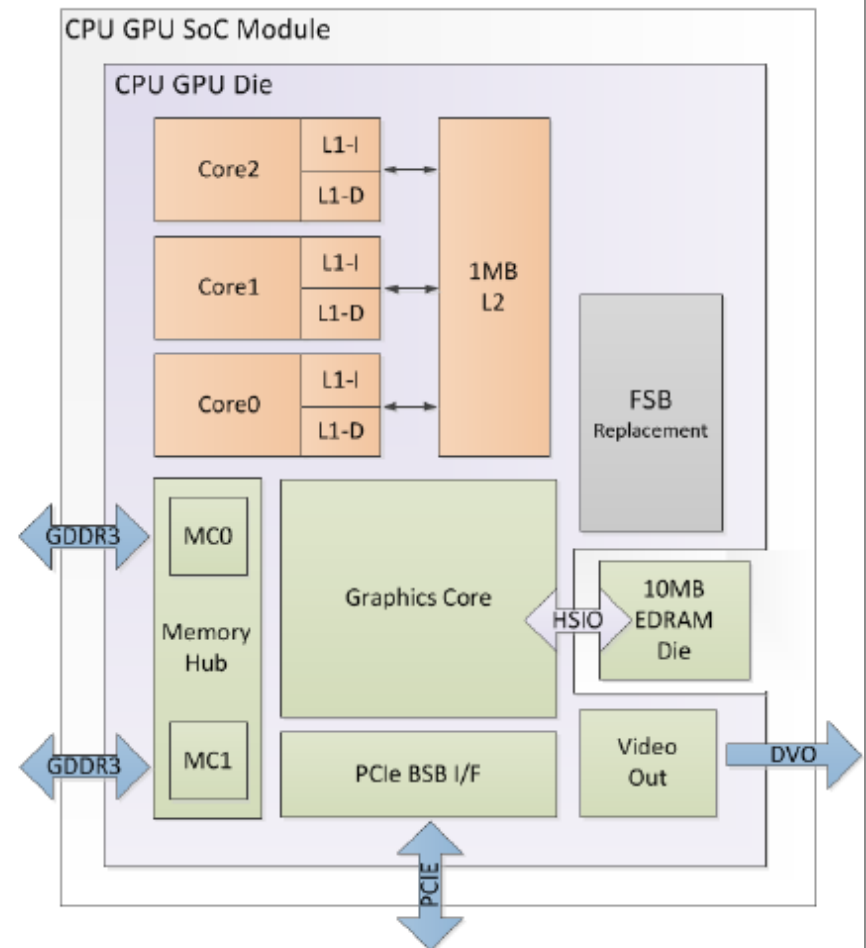 CPU GPU SoC Module
CPU GPU Die
Core2
L1-I
L1-D
Core1
L1-I
L1-D
Core0
L1-I
L1-D
1MB
L2
FSB
Replacement
GDDR3
MC0
Memory
Hub
GDDR3
MC1
Graphics Core
HSIO
10MB
EDRAM
Die
PCIe BSB I/F
Video
Out
DVO
PCIE